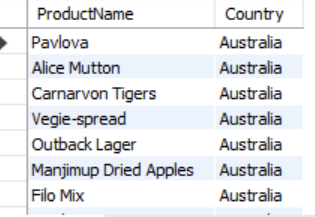 ProductName Country
Pavlova Australia
Alice Mutton Australia
Carnarvon Tigers Australia
Vegie-spread Australia
Outback Lager Australia
Manjimup Dried Apples Australia
Filo Mix Australia